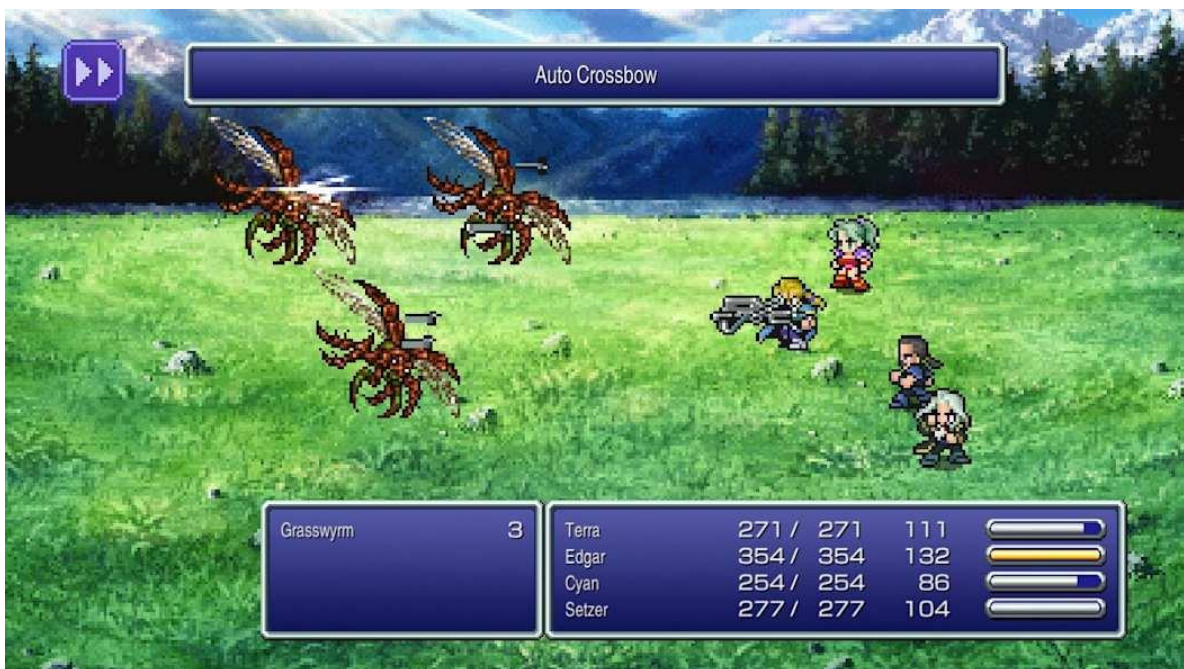 Auto Crossbow
Grasswyrm 3
Terra 271/ 271 111
Edgar 354/ 354 132
Cyan 254/ 254 86
Setzer 277/ 277 104